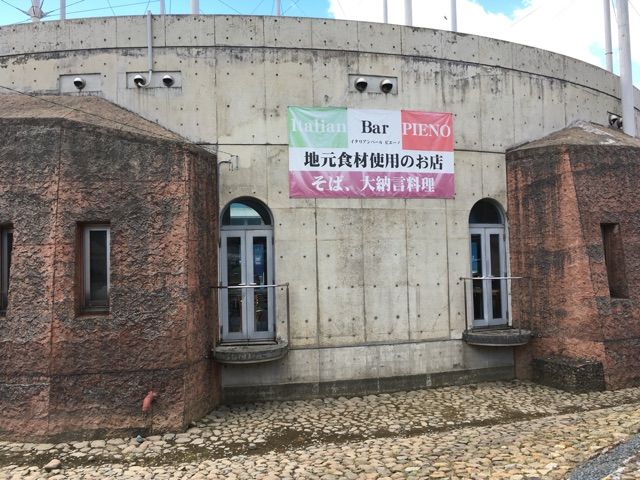 Italian Bar PIENO
イタリアンバール ピエーノ
地元食材使用のお店
そば、大納言料理